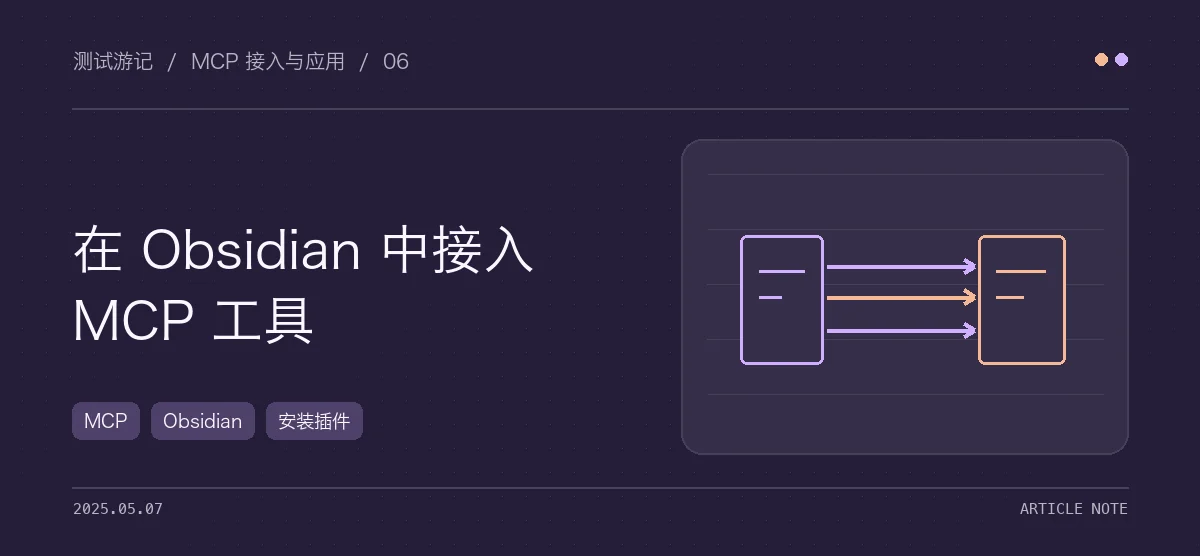 测试游记 / MCP 接入与应用 / 06
在 Obsidian 中接入
MCP 工具
MCP Obsidian 安装插件
2025.05.07 ARTICLE NOTE